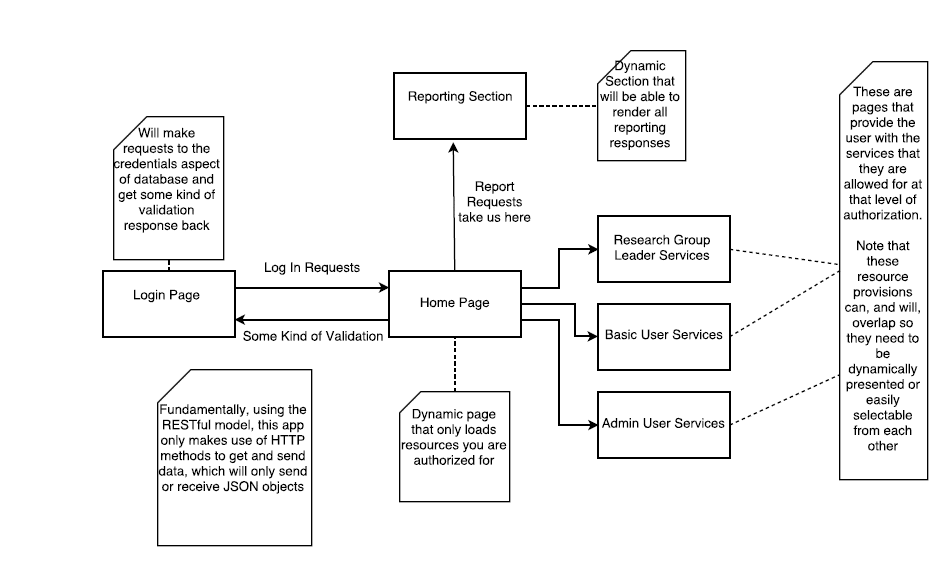 Reporting Section
Dynamic
Section that
will be able to
render all
reporting
responses
Will make
requests to the
credentials aspect
of database and
get some kind of
validation
response back
Report
Requests
take us here
These are
pages that
provide the
user with the
services that
they are
allowed for at
that level of
authorization.
Note that
these
resource
provisions
can, and will,
overlap so
they need to
be
dynamically
presented or
easily
selectable
from each
other
Research Group
Leader Services
Log In Requests
Login Page
Home Page
Some Kind of Validation
Basic User Services
Admin User Services
Fundamentally, using the
RESTful model, this app
only makes use of HTTP
methods to get and send
data, which will only send
or receive JSON objects
Dynamic page
that only loads
resources you are
authorized for